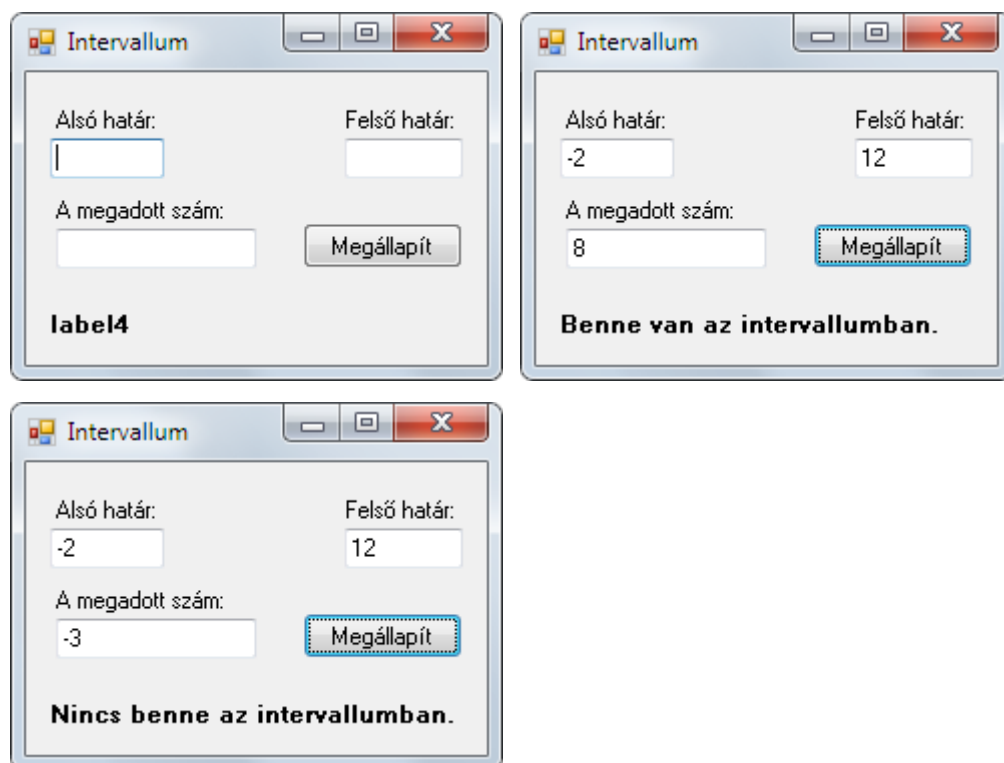 Intervallum
Alsó határ: Felső határ:
A megadott szám:
Megállapít
label4
Intervallum
Alsó határ: Felső határ:
-2 12
A megadott szám:
8 Megállapít
Benne van az intervallumban.
Intervallum
Alsó határ: Felső határ:
-2 12
A megadott szám:
-3 Megállapít
Nincs benne az intervallumban.